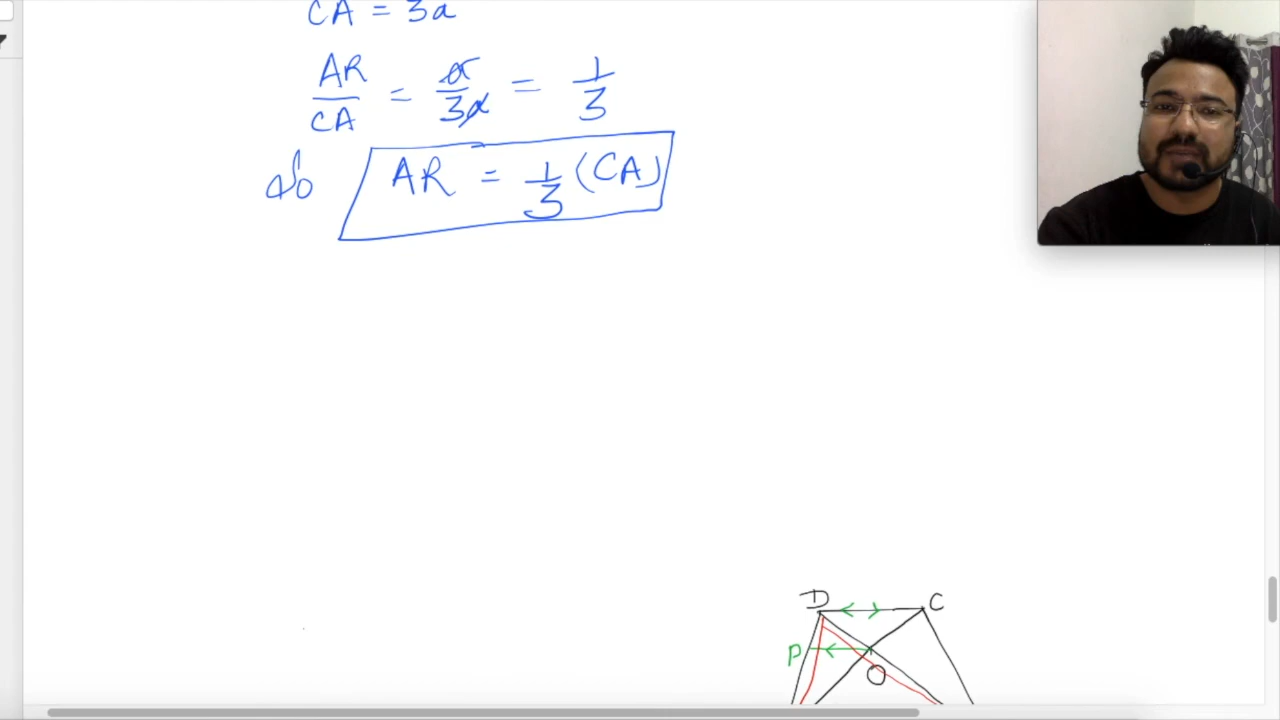 CA = 3a
AR/CA = a/3a = 1/3
So AR = 1/3 (CA)
D C
P
O